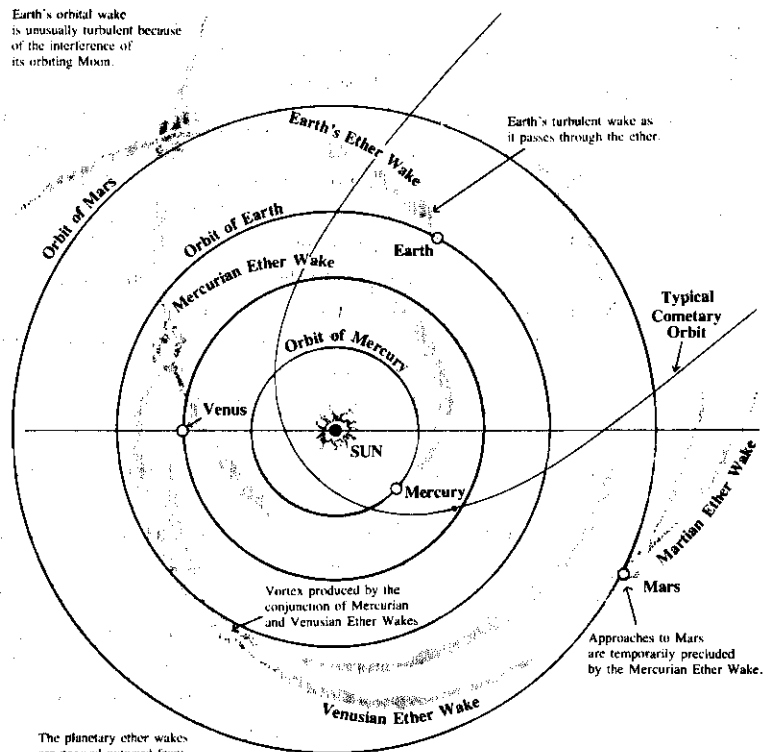 Earth's orbital wake
is unusually turbulent because
of the interference of
its orbiting Moon.
Earth's Ether Wake
Earth's turbulent wake as
it passes through the ether.
Orbit of Mars
Orbit of Earth
Earth
Mercurian Ether Wake
Typical
Cometary
Orbit
Orbit of Mercury
Venus
SUN
Mercury
Martian Ether Wake
Mars
Vortex produced by the
conjunction of Mercurian
and Venusian Ether Wakes
Approaches to Mars
are temporarily precluded
by the Mercurian Ether Wake.
Venusian Ether Wake
The planetary ether wakes